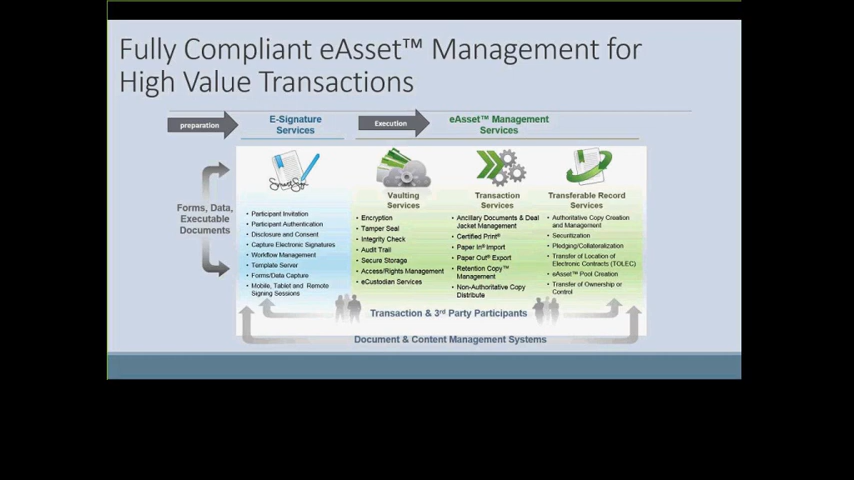 Fully Compliant eAsset™ Management for
High Value Transactions
preparation
E-Signature
Services
Execution
eAsset™ Management
Services
Forms, Data,
Executable
Documents
• Participant Invitation
• Participant Authentication
• Disclosure and Consent
• Capture Electronic Signatures
• Workflow Management
• Template Server
• Forms/Data Capture
• Mobile, Tablet and Remote
Signing Sessions
Vaulting
Services
• Encryption
• Tamper Seal
• Integrity Check
• Audit Trail
• Secure Storage
• Access/Rights Management
• eCustodian Services
Transaction
Services
• Ancillary Documents & Deal
Jacket Management
• Certified Print®
• Paper In® Import
• Paper Out® Export
• Retention Copy™
Management
• Non-Authoritative Copy
Distribute
Transferable Record
Services
• Authoritative Copy Creation
and Management
• Securitization
• Pledging/Collateralization
• Transfer of Location of
Electronic Contracts (TOLEC)
• eAsset™ Pool Creation
• Transfer of Ownership or
Control
Transaction & 3rd Party Participants
Document & Content Management Systems